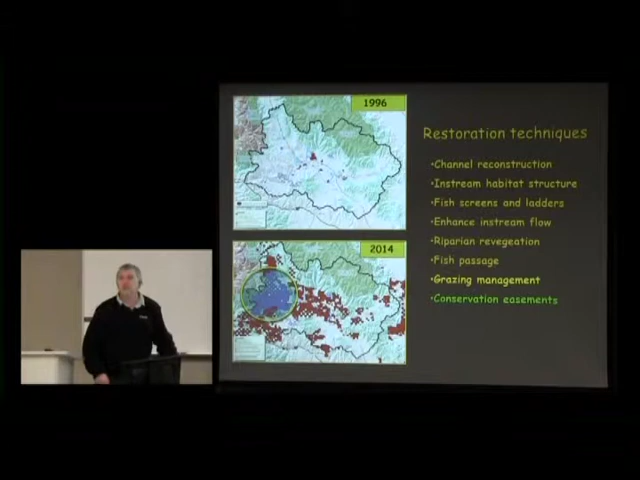 1996
2014
Restoration techniques
•Channel reconstruction
•Instream habitat structure
•Fish screens and ladders
•Enhance instream flow
•Riparian revegeation
•Fish passage
•Grazing management
•Conservation easements